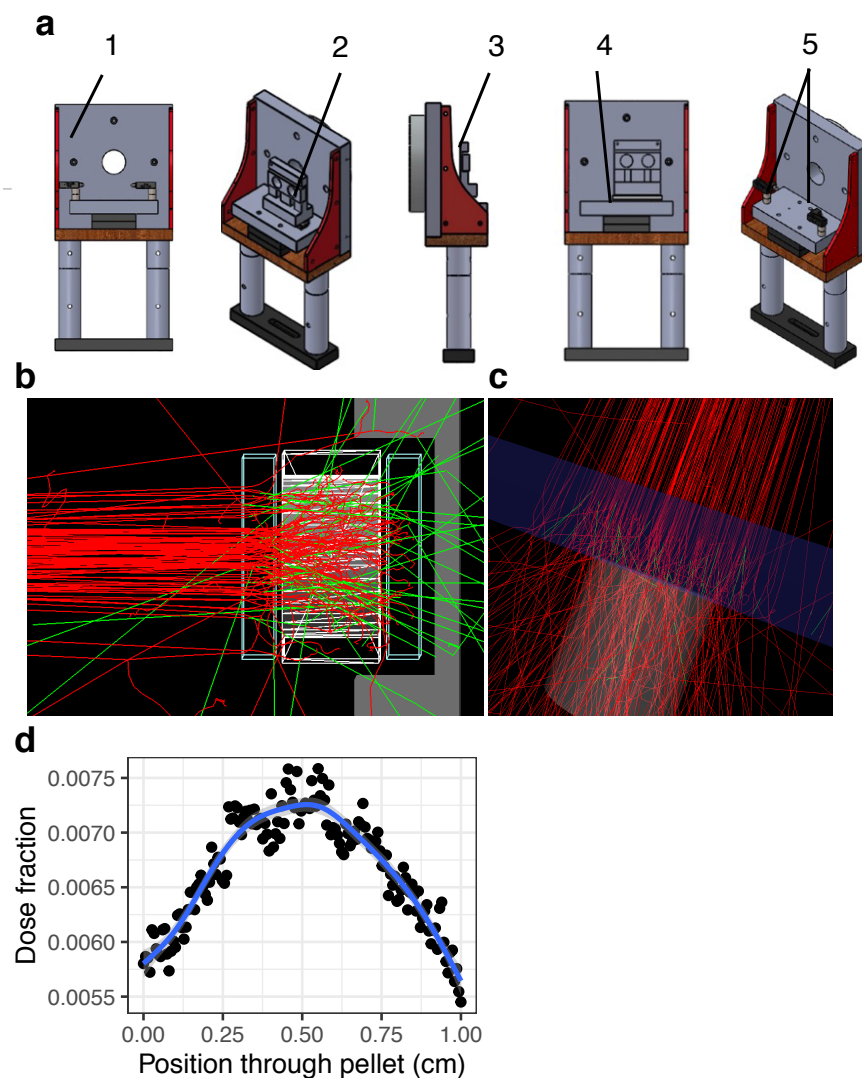 a
1 2 3 4 5
b
c
d
0.0075
0.0070
0.0065
0.0060
0.0055
Dose fraction
0.00 0.25 0.50 0.75 1.00
Position through pellet (cm)